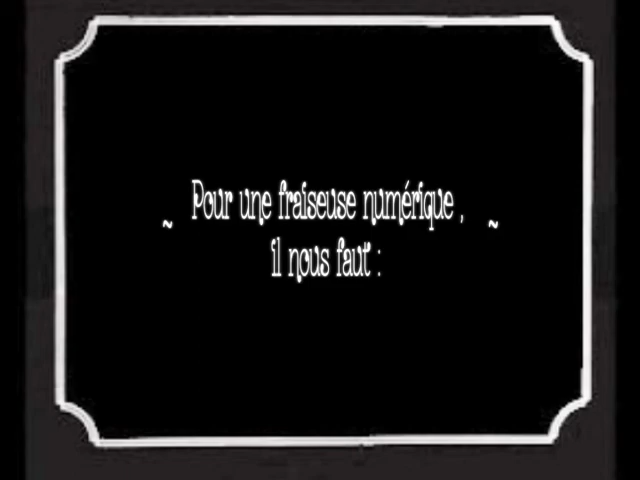 ~ Pour une fraiseuse numérique , ~
il nous faut :